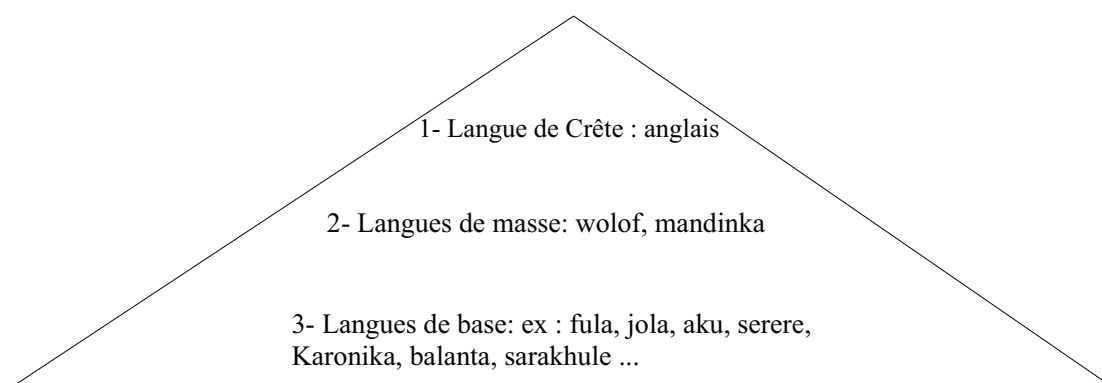 1- Langue de Crête : anglais
2- Langues de masse: wolof, mandinka
3- Langues de base: ex : fula, jola, aku, serere,
Karonika, balanta, sarakhule ...